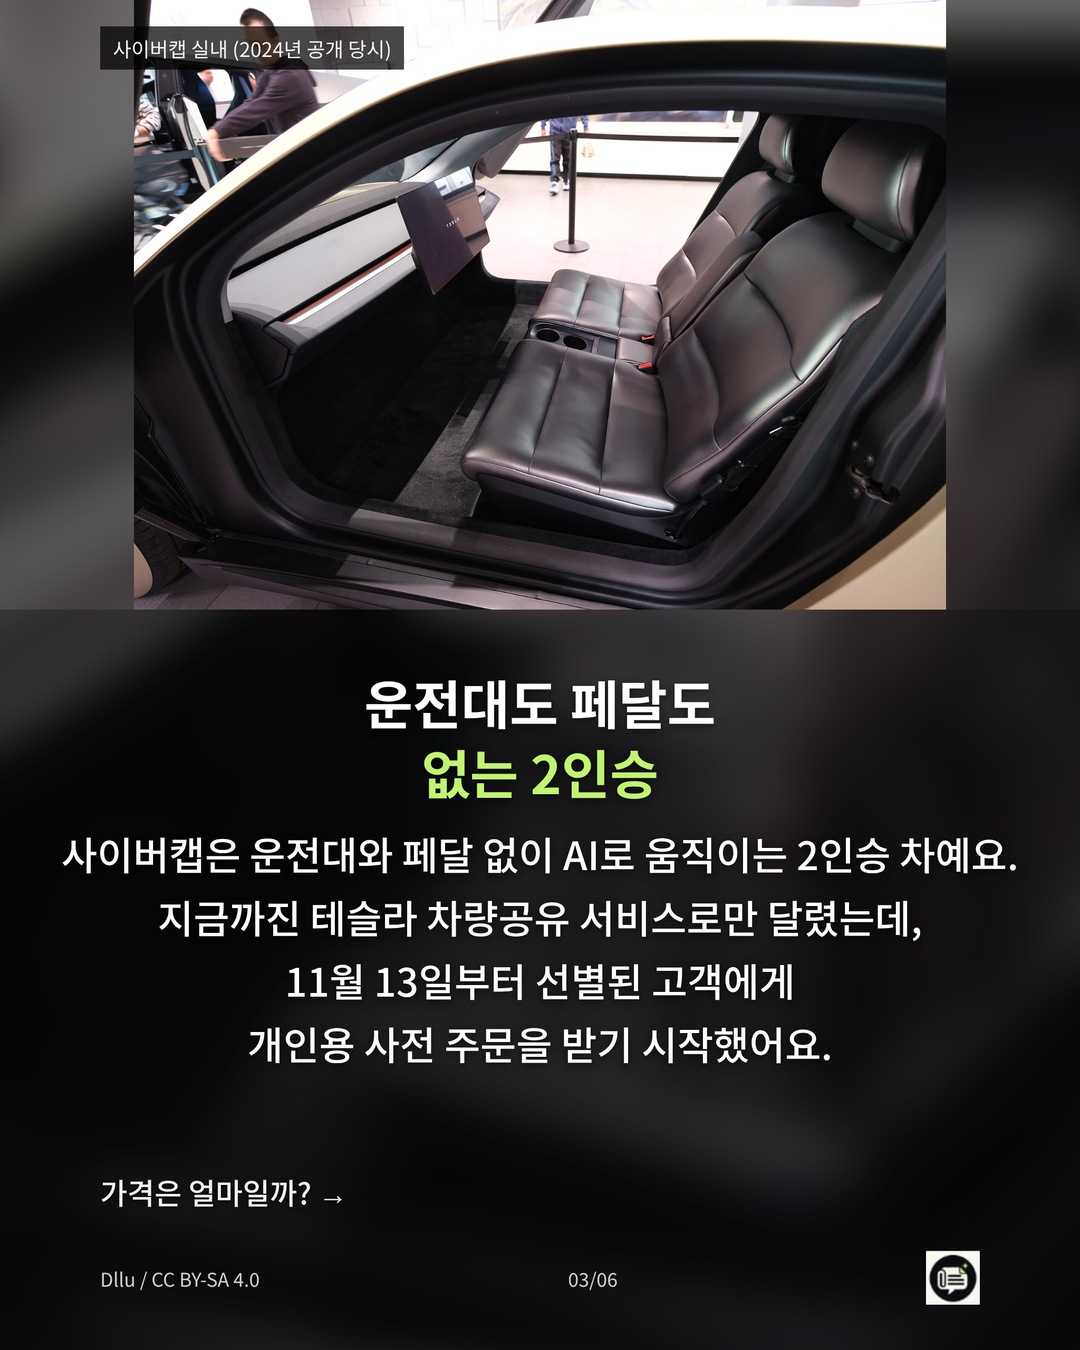 사이버캡 실내 (2024년 공개 당시)
TESLA
운전대도 페달도
없는 2인승
사이버캡은 운전대와 페달 없이 AI로 움직이는 2인승 차예요.
지금까진 테슬라 차량공유 서비스로만 달렸는데,
11월 13일부터 선별된 고객에게
개인용 사전 주문을 받기 시작했어요.
가격은 얼마일까? →
Dllu / CC BY-SA 4.0
03/06